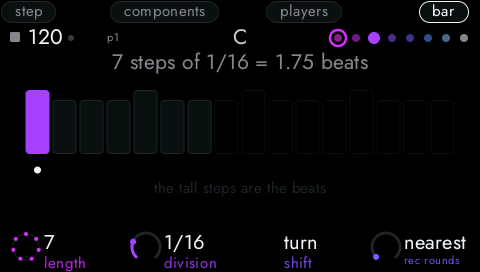 step components players bar
120 p1 C
7 steps of 1/16 = 1.75 beats
the tall steps are the beats
7 1/16 turn nearest
length division shift rec rounds